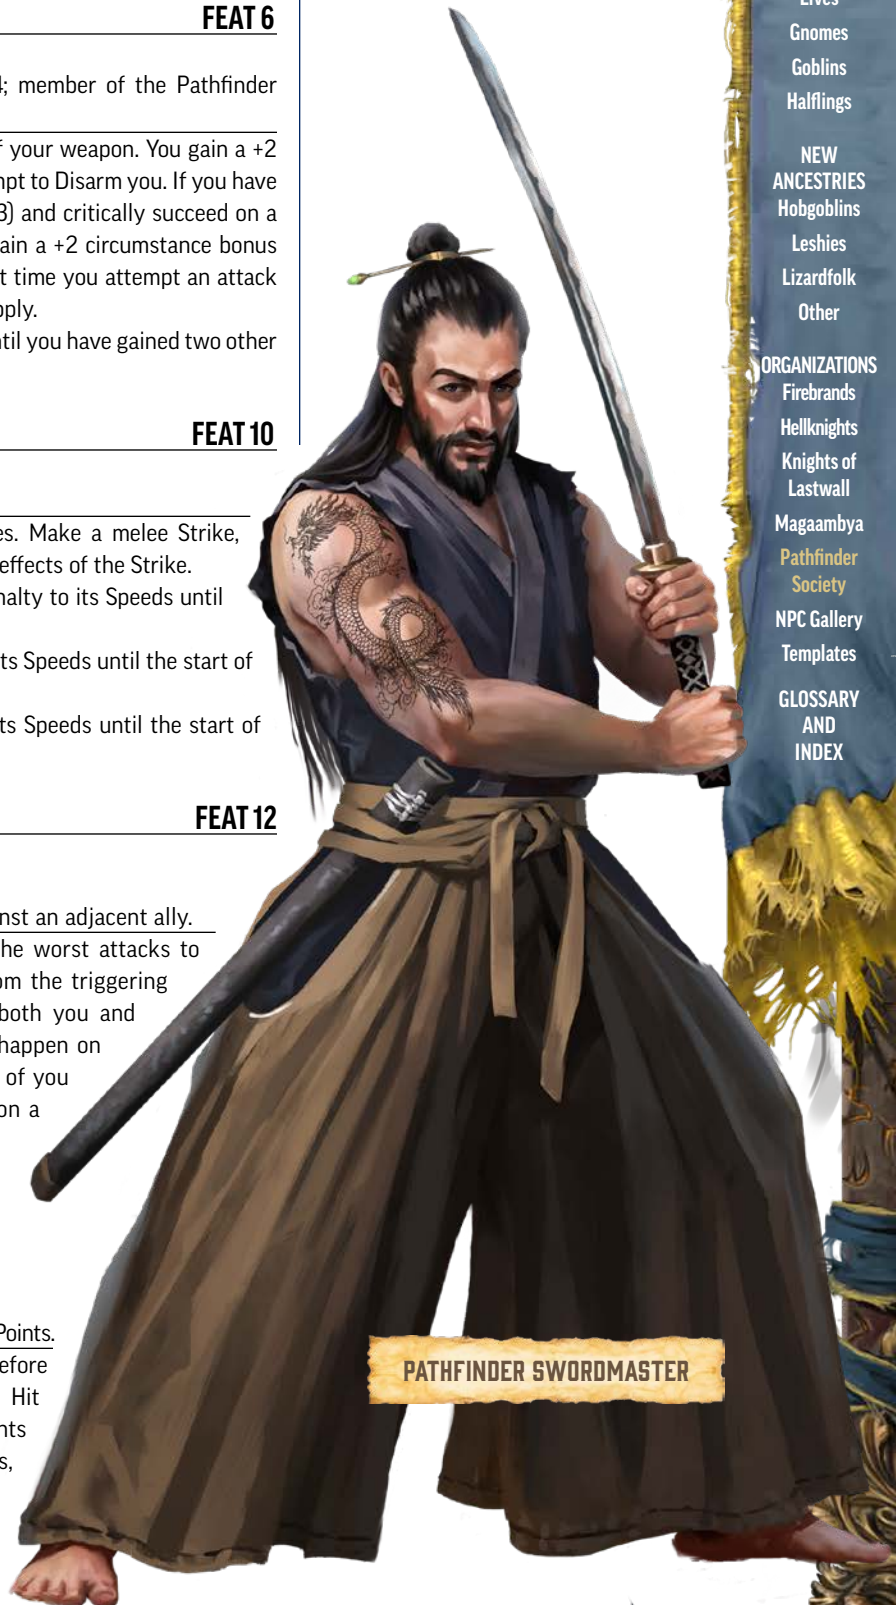 FEAT 6
; member of the Pathfinder
your weapon. You gain a +2
to Disarm you. If you have
3) and critically succeed on a
ain a +2 circumstance bonus
t time you attempt an attack
pply.
til you have gained two other
FEAT 10
es. Make a melee Strike,
effects of the Strike.
nalty to its Speeds until
ts Speeds until the start of
ts Speeds until the start of
FEAT 12
nst an adjacent ally.
he worst attacks to
om the triggering
both you and
happen on
of you
on a
Points.
efore
Hit
nts
s,
PATHFINDER SWORDMASTER
Elves
Gnomes
Goblins
Halflings
NEW
ANCESTRIES
Hobgoblins
Leshies
Lizardfolk
Other
ORGANIZATIONS
Firebrands
Hellknights
Knights of
Lastwall
Magaambya
Pathfinder
Society
NPC Gallery
Templates
GLOSSARY
AND
INDEX